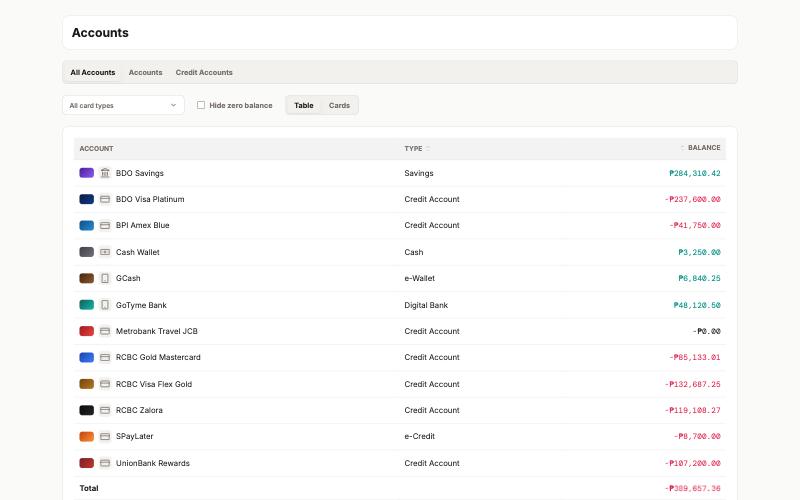 Accounts
All Accounts Accounts Credit Accounts
All card types Hide zero balance Table Cards
ACCOUNT TYPE BALANCE
BDO Savings Savings ₱284,310.42
BDO Visa Platinum Credit Account -₱237,600.00
BPI Amex Blue Credit Account -₱41,750.00
Cash Wallet Cash ₱3,250.00
GCash e-Wallet ₱6,840.25
GoTyme Bank Digital Bank ₱48,120.50
Metrobank Travel JCB Credit Account -₱0.00
RCBC Gold Mastercard Credit Account -₱85,133.01
RCBC Visa Flex Gold Credit Account -₱132,687.25
RCBC Zalora Credit Account -₱119,108.27
SPayLater e-Credit -₱8,700.00
UnionBank Rewards Credit Account -₱107,200.00
Total -₱389,657.36